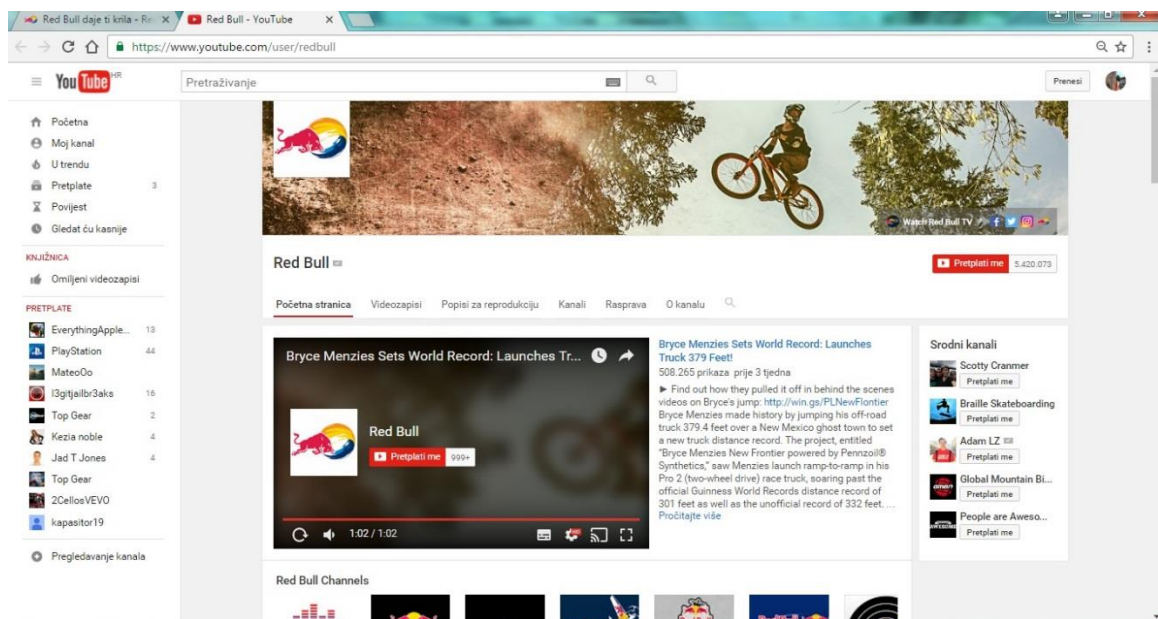 Red Bull daje ti krila - Re
Red Bull - YouTube
https://www.youtube.com/user/redbull
YouTube HR
Pretraživanje
Prenesi
Početna
Moj kanal
U trendu
Pretplate 3
Povijest
Gledat ću kasnije
KNJIŽNICA
Omiljeni videozapisi
PRETPLATE
EverythingApple... 13
PlayStation 44
MateoOo
l3gitjailbr3aks 16
Top Gear 2
Kezia noble 4
Jad T Jones 4
Top Gear
2CellosVEVO
kapasitor19
Pregledavanje kanala
Watch Red Bull TV
Red Bull
Pretplati me 5.420.073
Početna stranica Videozapisi Popisi za reprodukciju Kanali Rasprava O kanalu
Bryce Menzies Sets World Record: Launches Tr...
Red Bull
Pretplati me 999+
1:02 / 1:02
Bryce Menzies Sets World Record: Launches
Truck 379 Feet!
508.265 prikaza prije 3 tjedna
► Find out how they pulled it off in behind the scenes
videos on Bryce's jump: http://win.gs/PLNewFlontier
Bryce Menzies made history by jumping his off-road
truck 379.4 feet over a New Mexico ghost town to set
a new truck distance record. The project, entitled
"Bryce Menzies New Frontier powered by Pennzoil®
Synthetics," saw Menzies launch ramp-to-ramp in his
Pro 2 (two-wheel drive) race truck, soaring past the
official Guinness World Records distance record of
301 feet as well as the unofficial record of 332 feet. ...
Pročitajte više
Srodni kanali
Scotty Cranmer
Pretplati me
Braille Skateboarding
Pretplati me
Adam LZ
Pretplati me
Global Mountain Bi...
Pretplati me
People are Aweso...
Pretplati me
Red Bull Channels